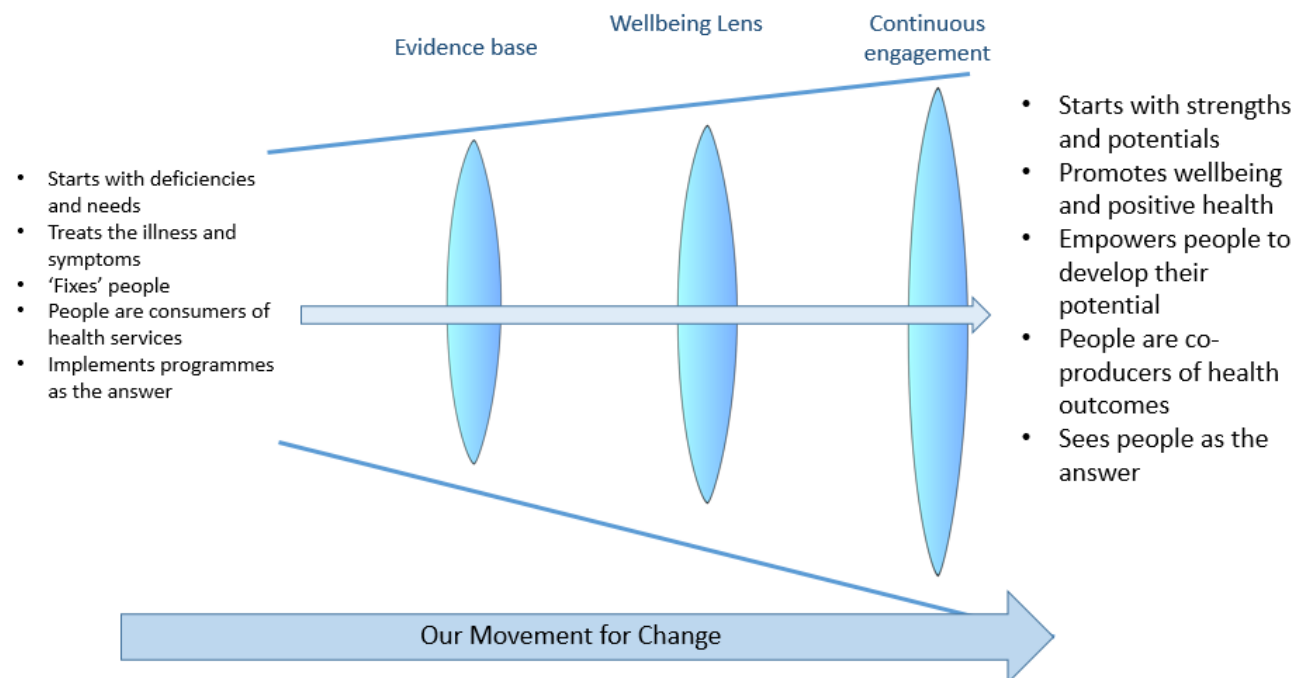 Evidence base
Wellbeing Lens
Continuous
engagement
• Starts with deficiencies
and needs
• Treats the illness and
symptoms
• ‘Fixes’ people
• People are consumers of
health services
• Implements programmes
as the answer
• Starts with strengths
and potentials
• Promotes wellbeing
and positive health
• Empowers people to
develop their
potential
• People are co-
producers of health
outcomes
• Sees people as the
answer
Our Movement for Change